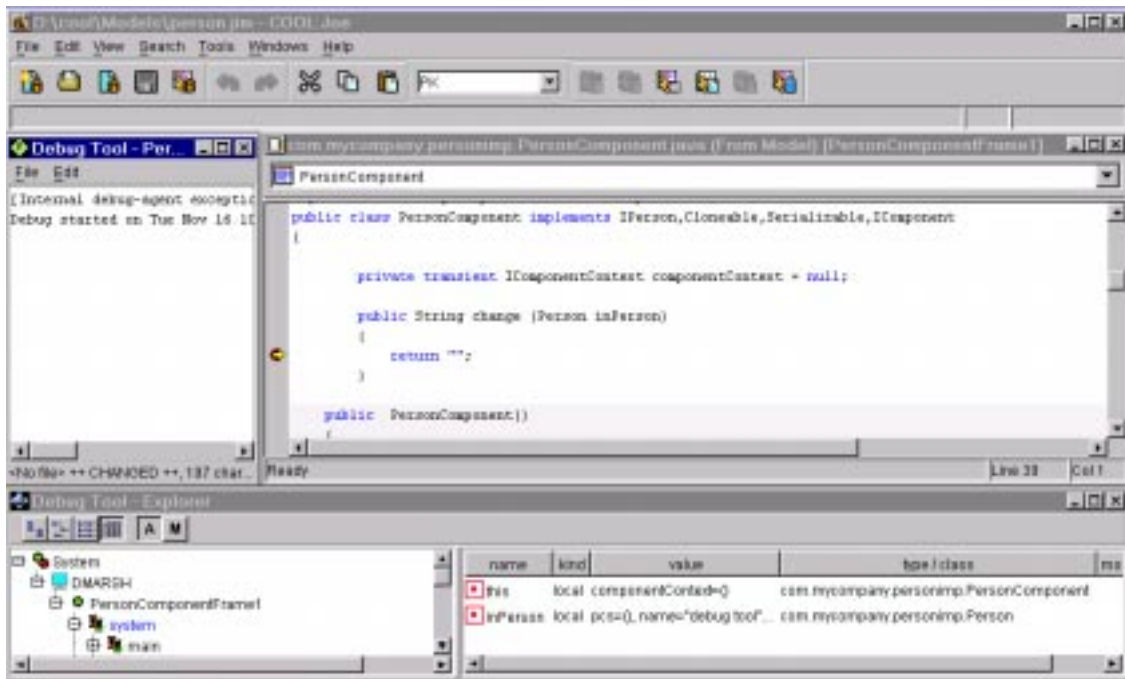 D:\cool\Models\person.jim - COOL:Joe
File Edit View Search Tools Windows Help
PK
Debug Tool - Per...
File Edit
[Internal debug-agent exceptic
Debug started on Tue Nov 16 10
<No file> ++ CHANGED ++, 187 char...
com.mycompany.personimp.PersonComponent.java (From Model) [PersonComponentFrame1]
PersonComponent
public class PersonComponent implements IPerson,Cloneable,Serializable,IComponent
{
private transient IComponentContext componentContext = null;
public String change (Person inPerson)
{
return "";
}
public PersonComponent()
{
Ready Line 38 Col 1
Debug Tool - Explorer
A M
System
DMARSH
PersonComponentFrame1
system
main
name kind value type / class ms
this local componentContext=() com.mycompany.personimp.PersonComponent
inPerson local pcs=(), name="debug tool"... com.mycompany.personimp.Person